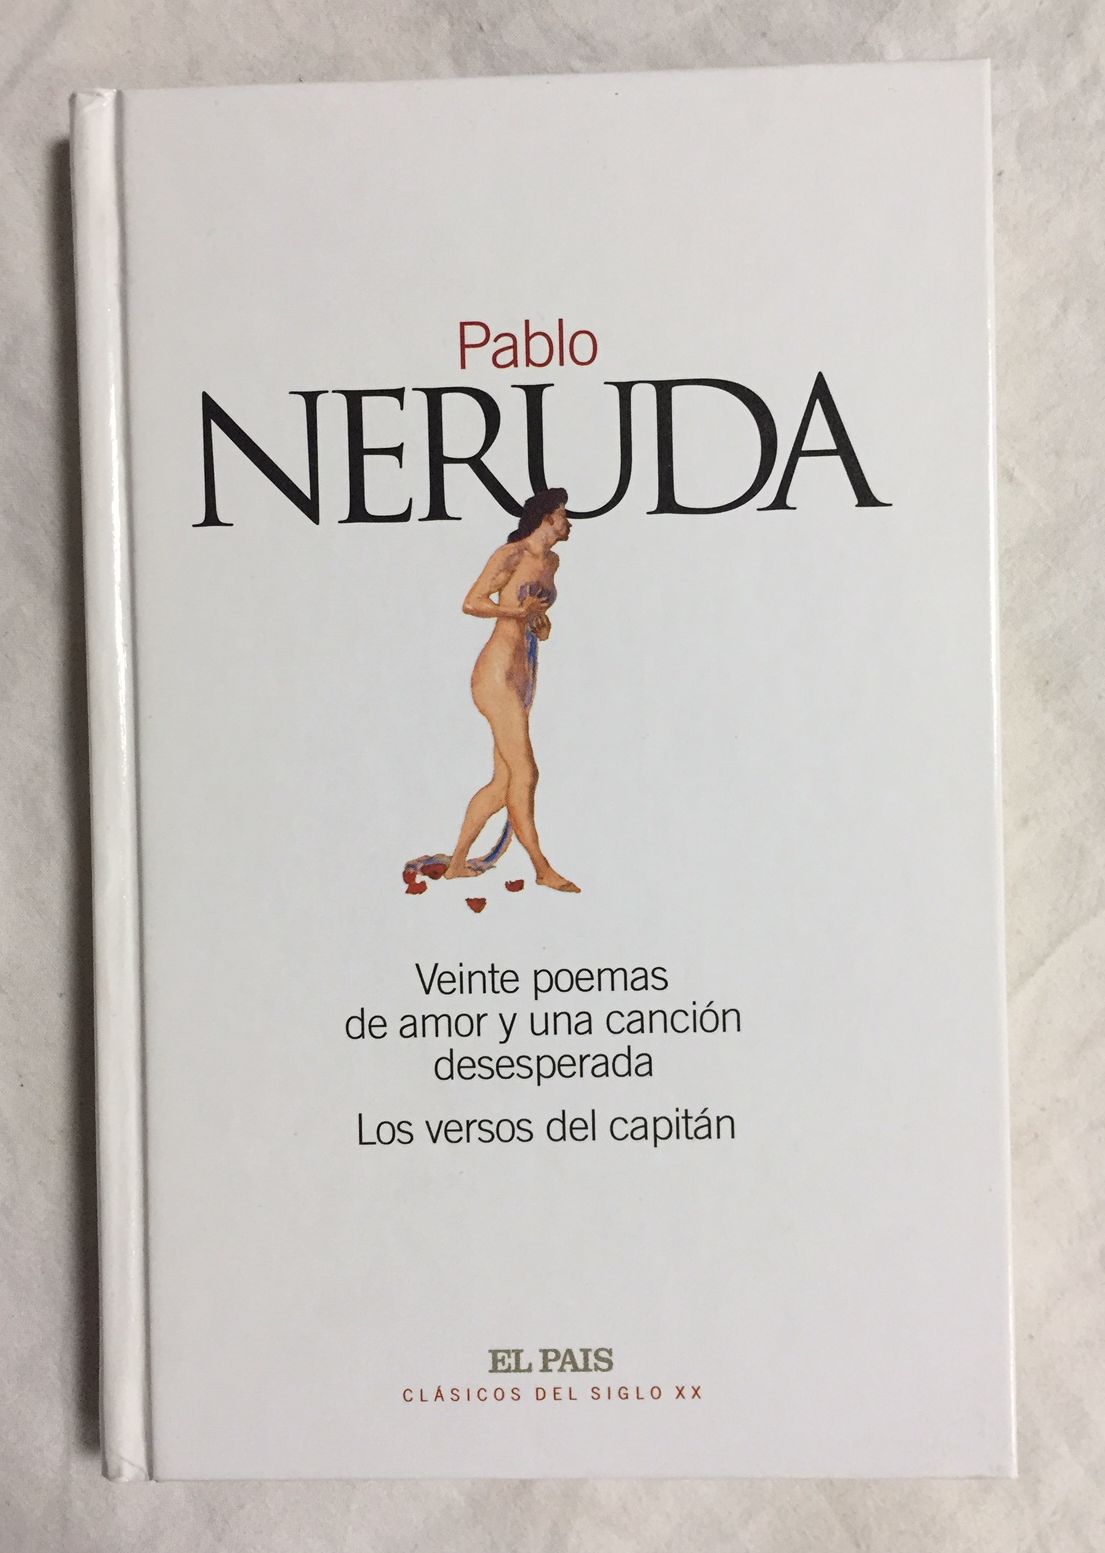 Pablo
NERUDA
Veinte poemas
de amor y una canción
desesperada
Los versos del capitán
EL PAIS
CLÁSICOS DEL SIGLO XX